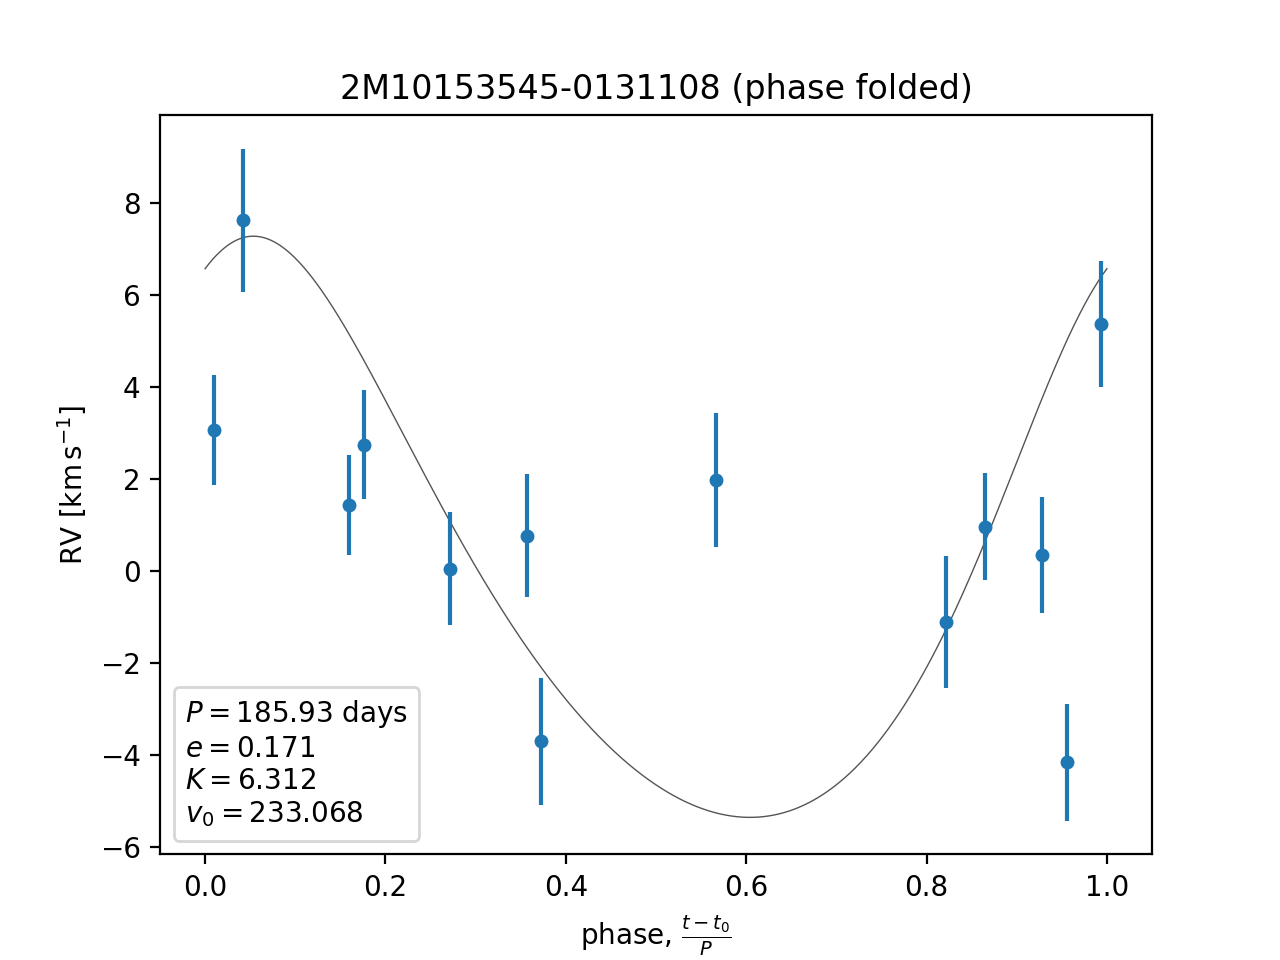 2M10153545-0131108 (phase folded)
RV [km s⁻¹]
8
6
4
2
0
−2
−4
−6
P = 185.93 days
e = 0.171
K = 6.312
v₀ = 233.068
0.0 0.2 0.4 0.6 0.8 1.0
phase, (t − t₀)/P